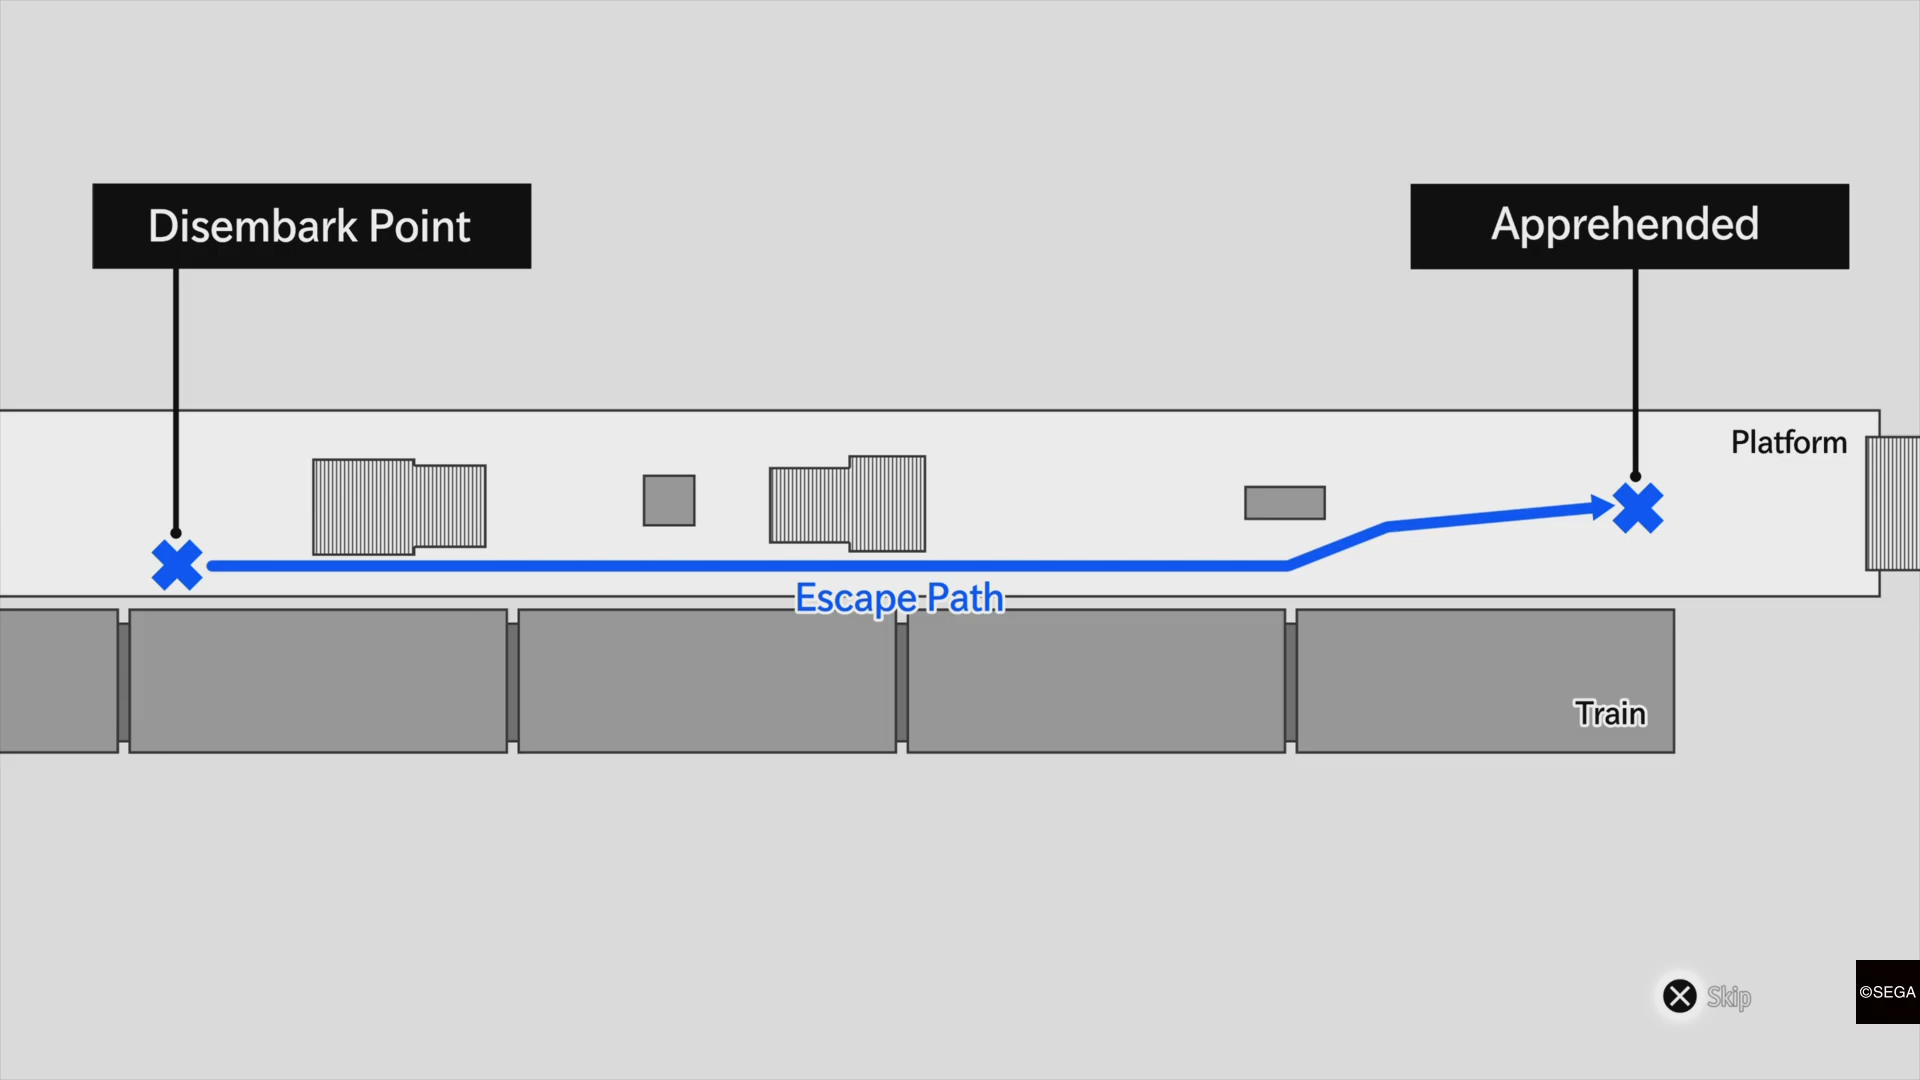 Disembark Point
Apprehended
Platform
Escape Path
Train
Skip
©SEGA